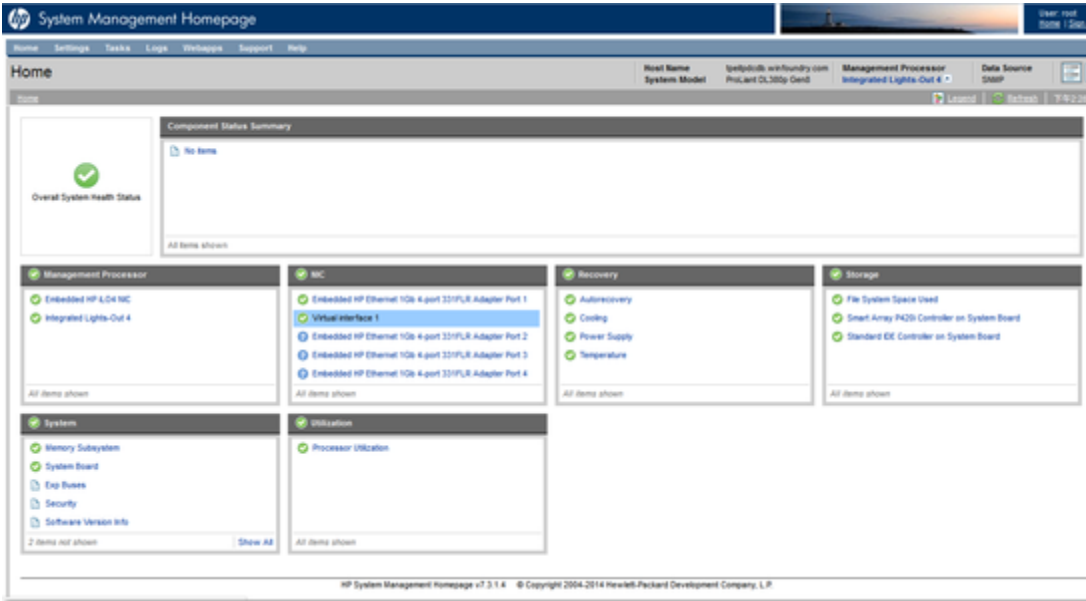 hp System Management Homepage
User: root
Home | Sign
Home Settings Tasks Logs Webapps Support Help
Home
Host Name
System Model
ProLiant DL380p Gen8
Management Processor
Integrated Lights-Out 4
Data Source
SNMP
Home
Legend | Refresh |
Component Status Summary
No items
Overall System Health Status
All items shown
Management Processor
Embedded HP iLO4 NIC
Integrated Lights-Out 4
All items shown
NIC
Embedded HP Ethernet 1Gb 4-port 331FLR Adapter Port 1
Virtual interface 1
Embedded HP Ethernet 1Gb 4-port 331FLR Adapter Port 2
Embedded HP Ethernet 1Gb 4-port 331FLR Adapter Port 3
Embedded HP Ethernet 1Gb 4-port 331FLR Adapter Port 4
All items shown
Recovery
Autorecovery
Cooling
Power Supply
Temperature
All items shown
Storage
File System Space Used
Smart Array P420i Controller on System Board
Standard IDE Controller on System Board
All items shown
System
Memory Subsystem
System Board
Exp Buses
Security
Software Version Info
2 items not shown Show All
Utilization
Processor Utilization
All items shown
HP System Management Homepage v7.3.1.4 © Copyright 2004-2014 Hewlett-Packard Development Company, L.P.